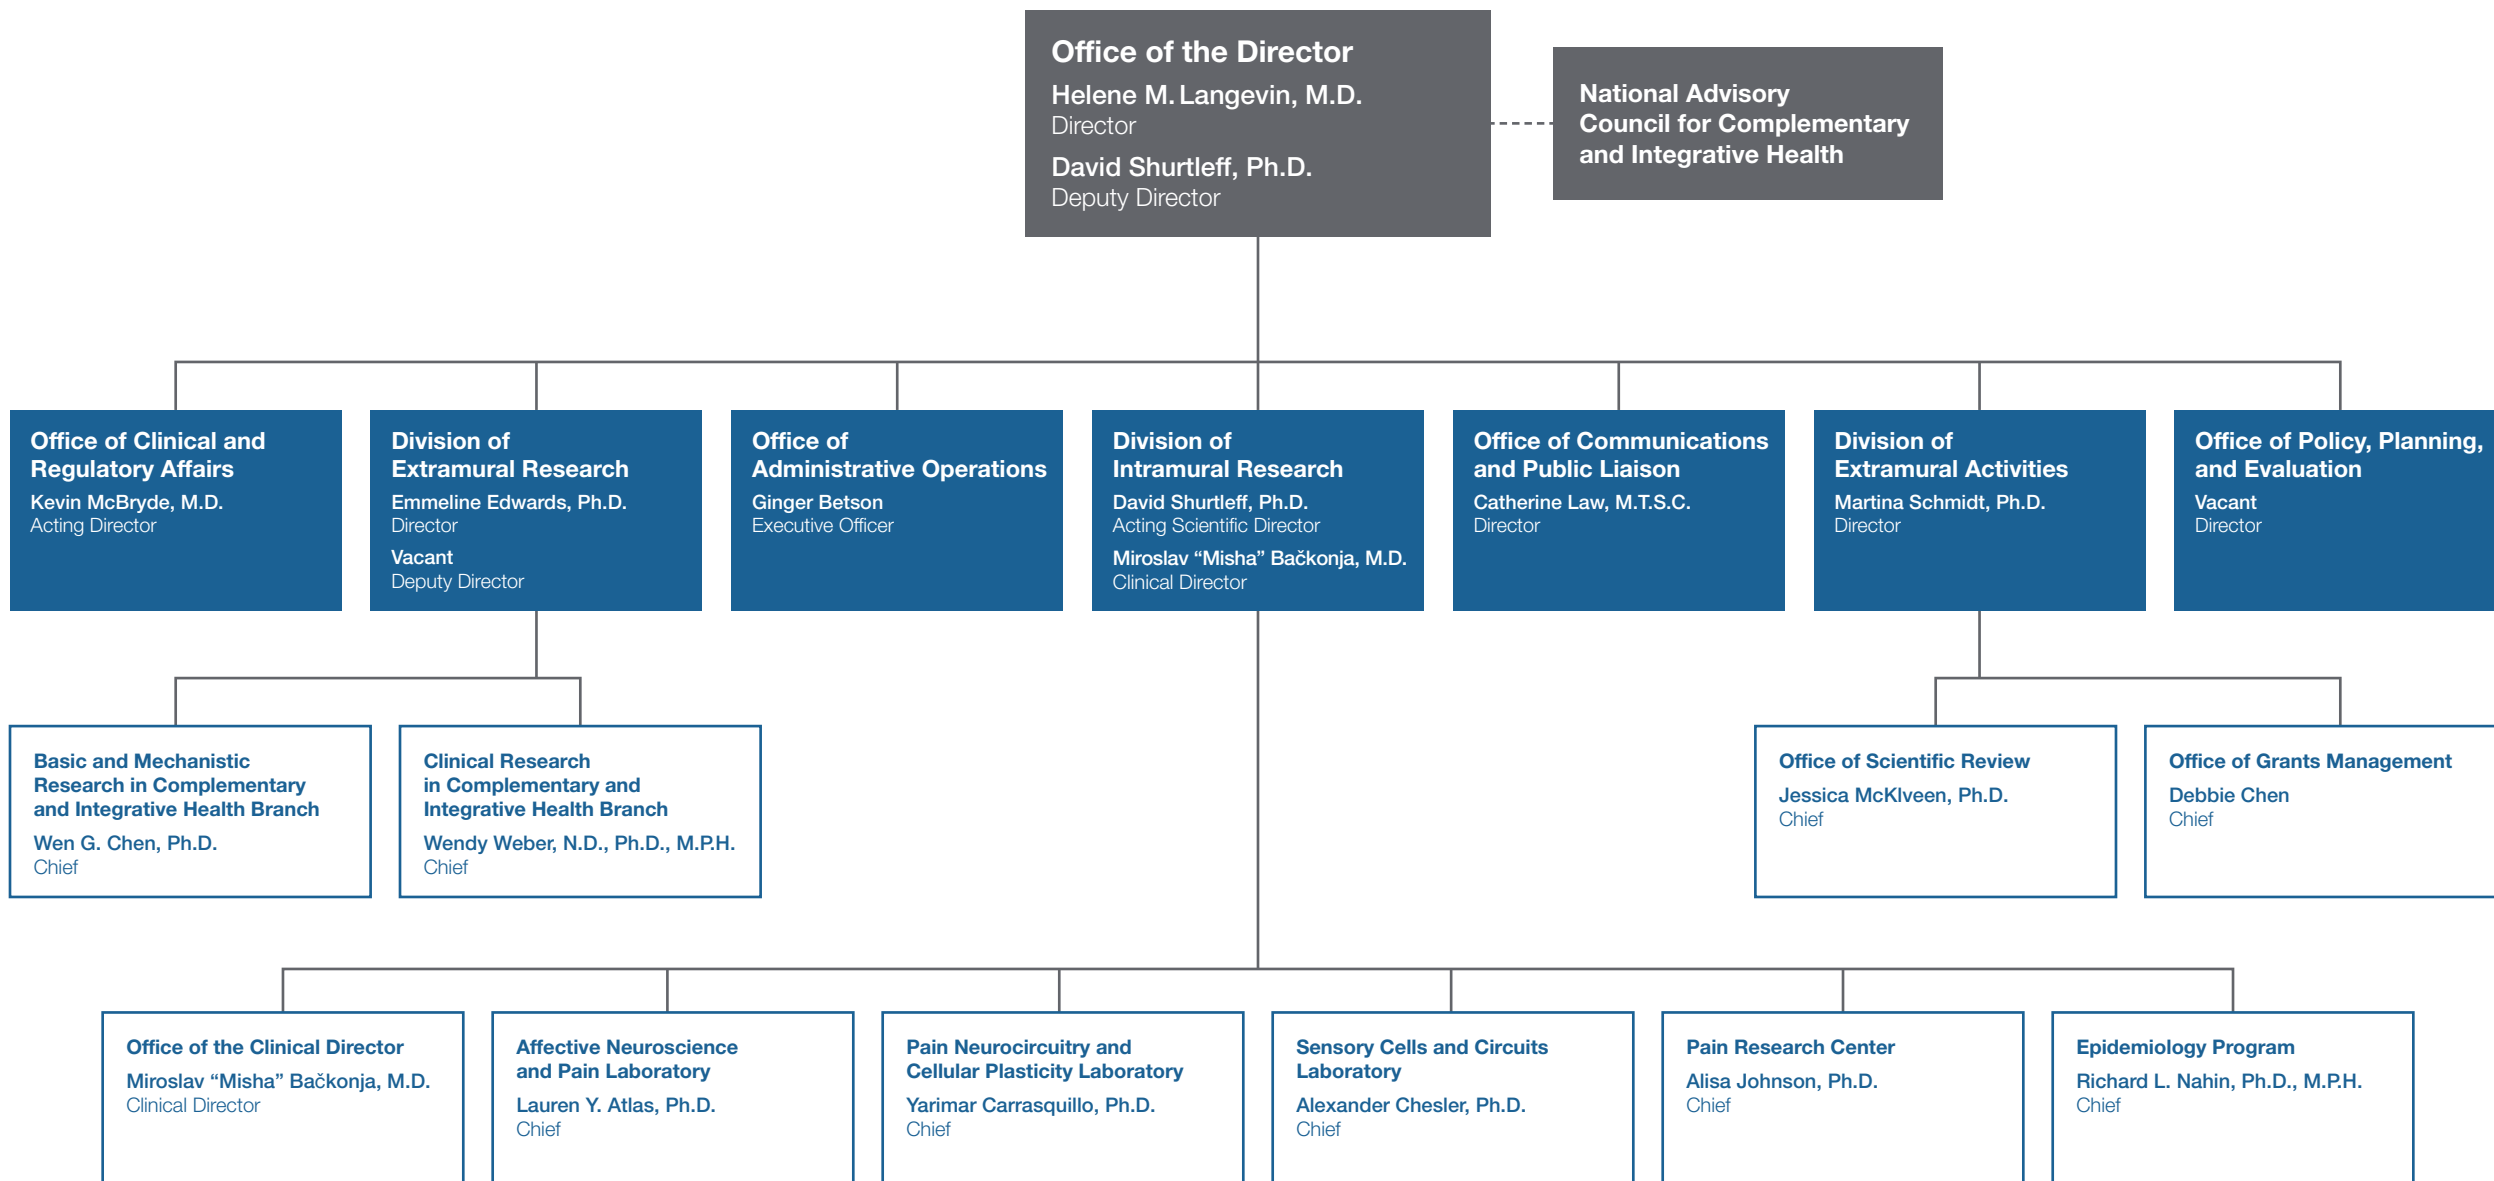 Office of the Director
Helene M. Langevin, M.D.
Director
David Shurtleff, Ph.D.
Deputy Director
National Advisory
Council for Complementary
and Integrative Health
Office of Clinical and
Regulatory Affairs
Kevin McBryde, M.D.
Acting Director
Division of
Extramural Research
Emmeline Edwards, Ph.D.
Director
Vacant
Deputy Director
Office of
Administrative Operations
Ginger Betson
Executive Officer
Division of
Intramural Research
David Shurtleff, Ph.D.
Acting Scientific Director
Miroslav “Misha” Bačkonja, M.D.
Clinical Director
Office of Communications
and Public Liaison
Catherine Law, M.T.S.C.
Director
Division of
Extramural Activities
Martina Schmidt, Ph.D.
Director
Office of Policy, Planning,
and Evaluation
Vacant
Director
Basic and Mechanistic
Research in Complementary
and Integrative Health Branch
Wen G. Chen, Ph.D.
Chief
Clinical Research
in Complementary and
Integrative Health Branch
Wendy Weber, N.D., Ph.D., M.P.H.
Chief
Office of Scientific Review
Jessica McKlveen, Ph.D.
Chief
Office of Grants Management
Debbie Chen
Chief
Office of the Clinical Director
Miroslav “Misha” Bačkonja, M.D.
Clinical Director
Affective Neuroscience
and Pain Laboratory
Lauren Y. Atlas, Ph.D.
Chief
Pain Neurocircuitry and
Cellular Plasticity Laboratory
Yarimar Carrasquillo, Ph.D.
Chief
Sensory Cells and Circuits
Laboratory
Alexander Chesler, Ph.D.
Chief
Pain Research Center
Alisa Johnson, Ph.D.
Chief
Epidemiology Program
Richard L. Nahin, Ph.D., M.P.H.
Chief